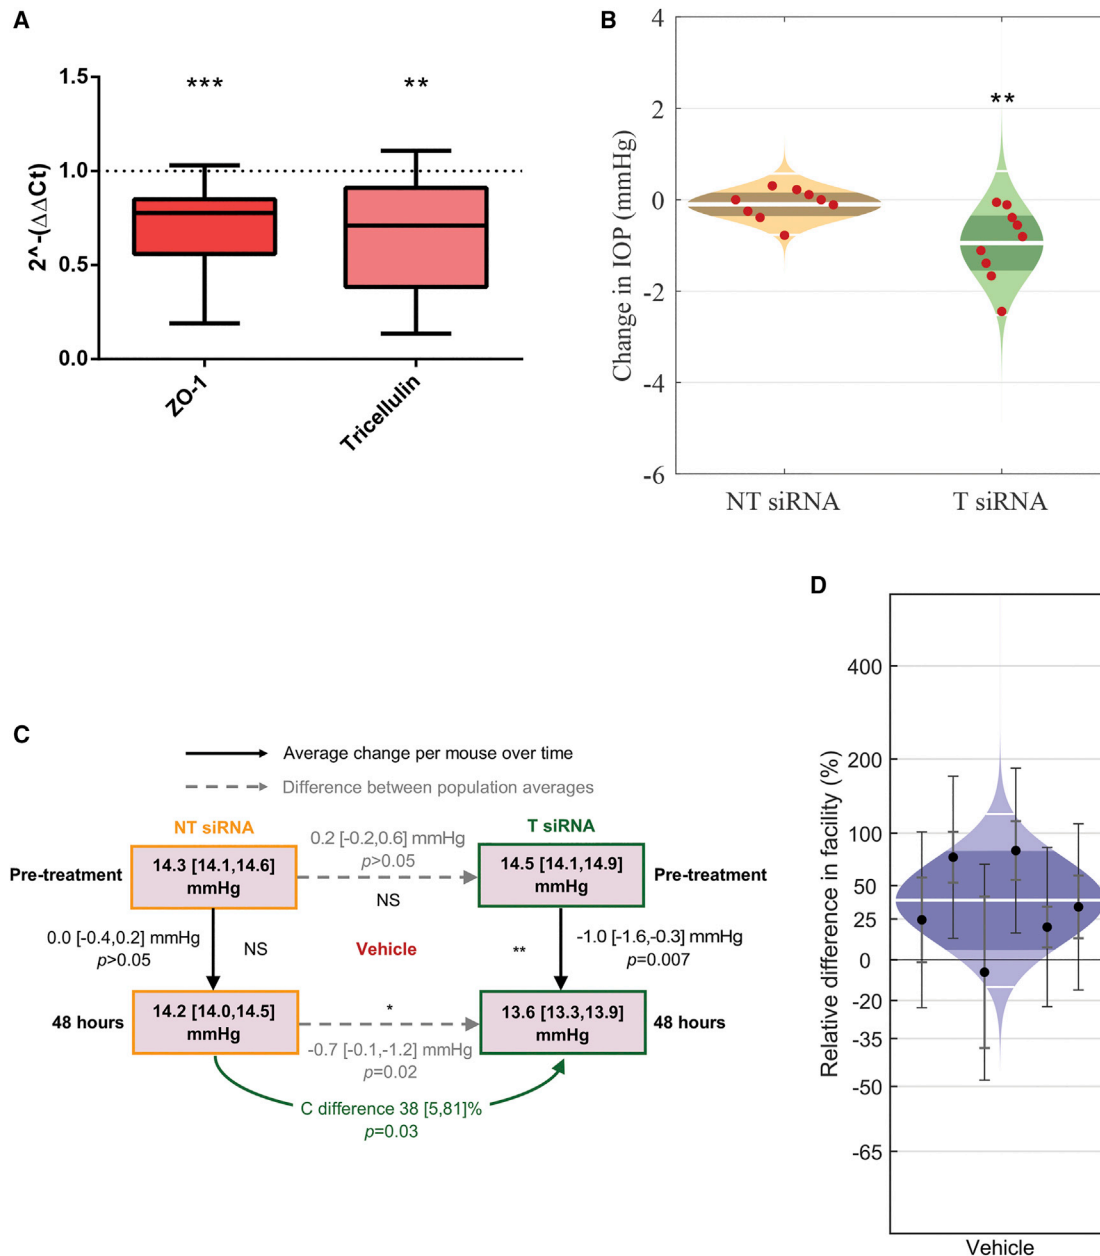 A
1.5
1.0
0.5
0.0
2^-(ΔΔCt)
***
**
ZO-1
Tricellulin
B
4
2
0
-2
-4
-6
Change in IOP (mmHg)
**
NT siRNA
T siRNA
C
Average change per mouse over time
Difference between population averages
NT siRNA
T siRNA
0.2 [-0.2,0.6] mmHg
p>0.05
NS
Pre-treatment
14.3 [14.1,14.6]
mmHg
14.5 [14.1,14.9]
mmHg
Pre-treatment
0.0 [-0.4,0.2] mmHg
p>0.05
NS
Vehicle
**
-1.0 [-1.6,-0.3] mmHg
p=0.007
48 hours
14.2 [14.0,14.5]
mmHg
*
-0.7 [-0.1,-1.2] mmHg
p=0.02
13.6 [13.3,13.9]
mmHg
48 hours
C difference 38 [5,81]%
p=0.03
D
400
200
100
50
25
0
-20
-35
-50
-65
Relative difference in facility (%)
Vehicle